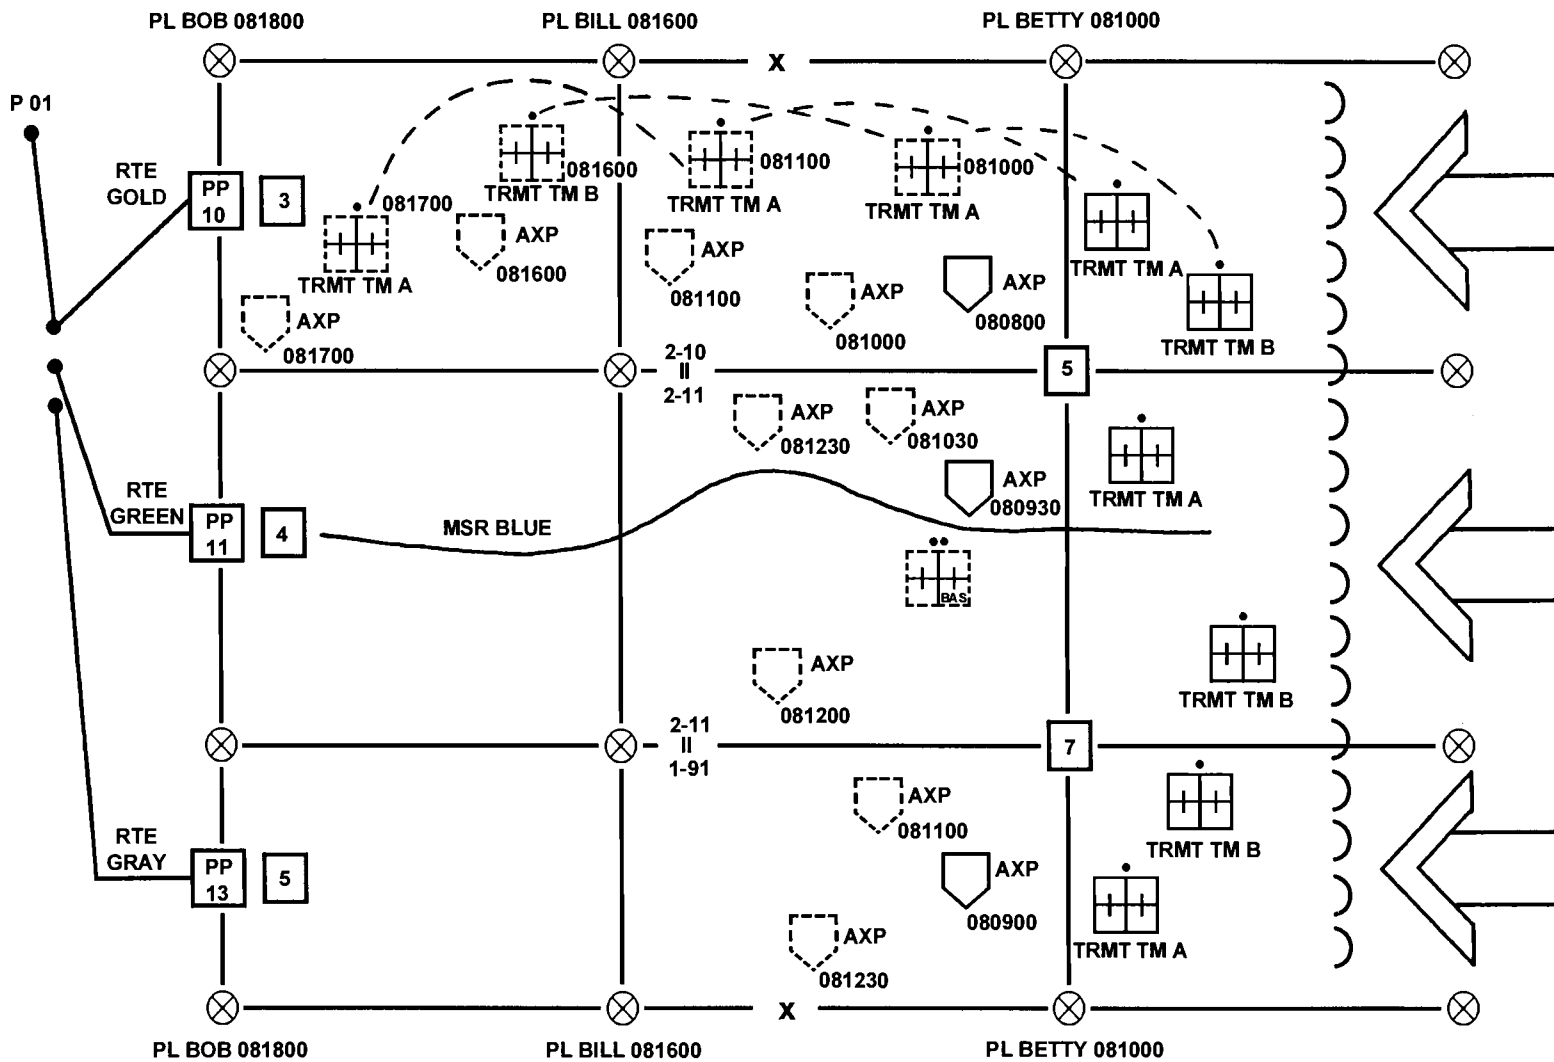 PL BOB 081800
PL BILL 081600
PL BETTY 081000
X
P 01
RTE
GOLD
PP
10
3
081700
TRMT TM A
081600
TRMT TM B
AXP
081600
081100
TRMT TM A
AXP
081100
081000
TRMT TM A
AXP
081000
AXP
080800
TRMT TM A
TRMT TM B
AXP
081700
2-10
II
2-11
5
AXP
081230
AXP
081030
AXP
080930
TRMT TM A
RTE
GREEN
PP
11
4
MSR BLUE
BAS
TRMT TM B
AXP
081200
2-11
II
1-91
7
AXP
081100
TRMT TM B
RTE
GRAY
PP
13
5
AXP
080900
TRMT TM A
AXP
081230
X
PL BOB 081800
PL BILL 081600
PL BETTY 081000